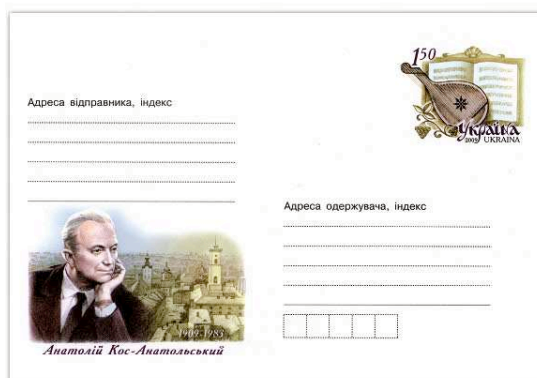 1.50
Україна
2009 UKRAINA
Адреса відправника, індекс
Адреса одержувача, індекс
1909-1983
Анатолій Кос-Анатольський